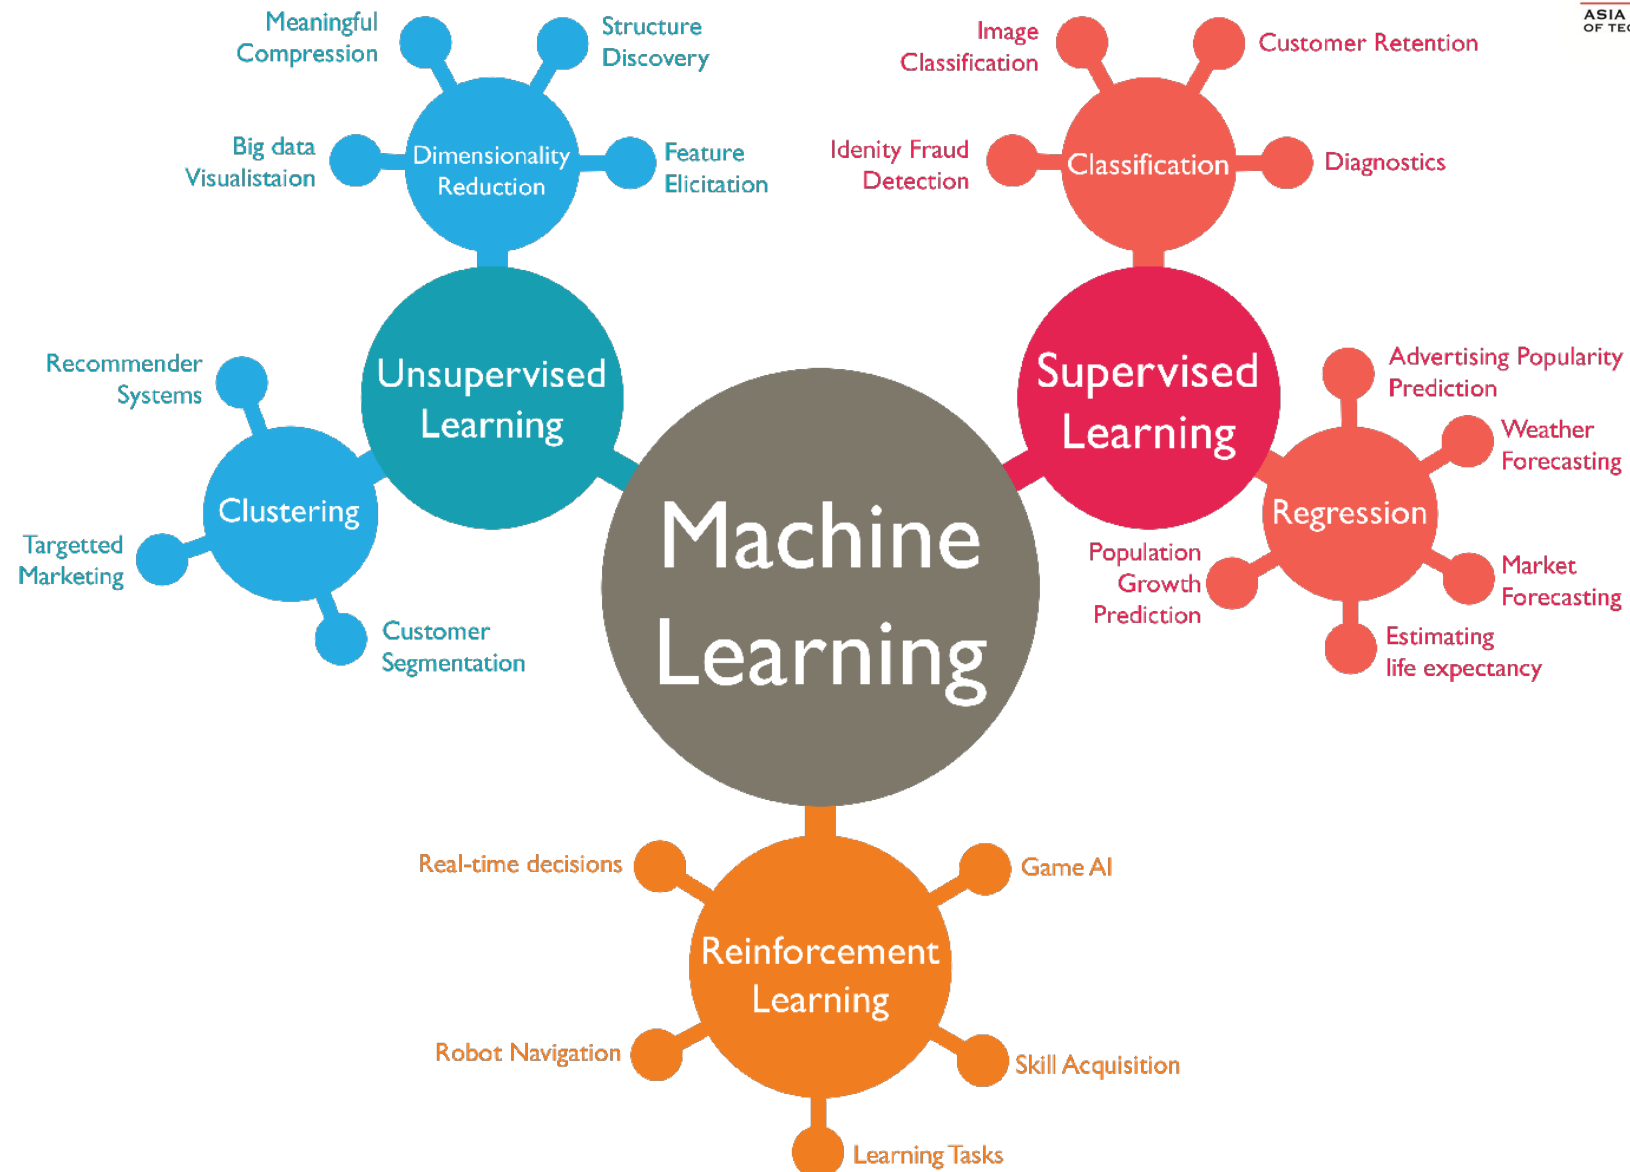 ASIA
OF TEC
Meaningful
Compression
Structure
Discovery
Big data
Visualistaion
Dimensionality
Reduction
Feature
Elicitation
Image
Classification
Customer Retention
Idenity Fraud
Detection
Classification
Diagnostics
Unsupervised
Learning
Supervised
Learning
Recommender
Systems
Clustering
Targetted
Marketing
Customer
Segmentation
Machine
Learning
Advertising Popularity
Prediction
Weather
Forecasting
Regression
Population
Growth
Prediction
Market
Forecasting
Estimating
life expectancy
Real-time decisions
Game AI
Reinforcement
Learning
Robot Navigation
Skill Acquisition
Learning Tasks